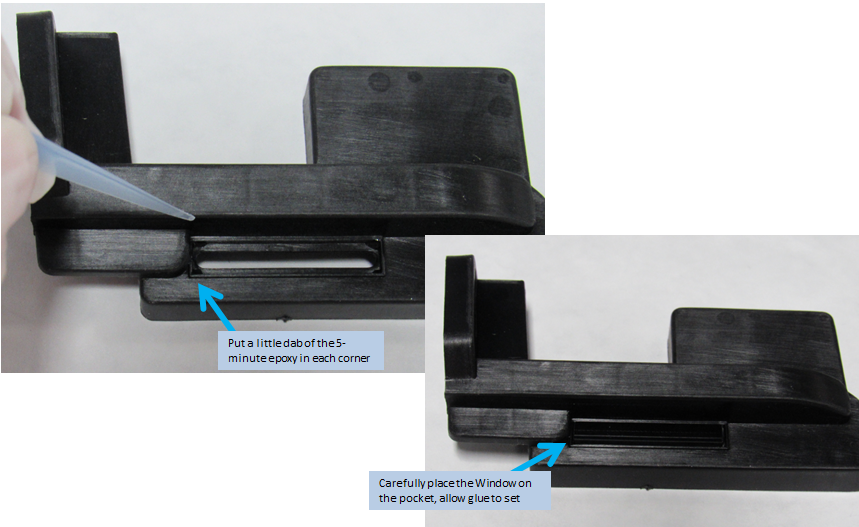 Put a little dab of the 5-
minute epoxy in each corner
Carefully place the Window on
the pocket, allow glue to set